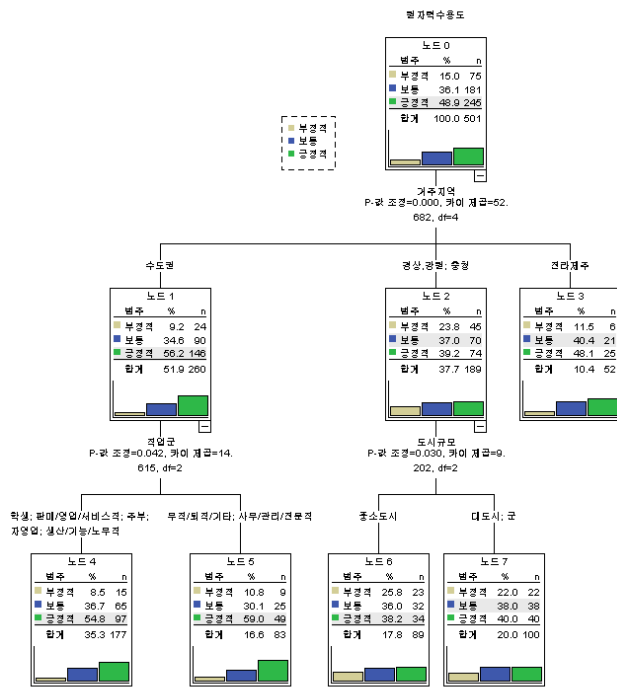 원자력수용도
노드 0
범주 % n
부정적 15.0 75
보통 36.1 181
긍정적 48.9 245
합계 100.0 501
부정적
보통
긍정적
거주지역
P-값 조정=0.000, 카이 제곱=52.
682, df=4
수도권
경상,강원; 충청
전라,제주
노드 1
범주 % n
부정적 9.2 24
보통 34.6 90
긍정적 56.2 146
합계 51.9 260
노드 2
범주 % n
부정적 23.8 45
보통 37.0 70
긍정적 39.2 74
합계 37.7 189
노드 3
범주 % n
부정적 11.5 6
보통 40.4 21
긍정적 48.1 25
합계 10.4 52
직업군
P-값 조정=0.042, 카이 제곱=14.
615, df=2
도시규모
P-값 조정=0.030, 카이 제곱=9.
202, df=2
학생; 판매/영업/서비스직; 주부;
자영업; 생산/기능/노무직
무직/퇴직/기타; 사무/관리/전문직
중소도시
대도시; 군
노드 4
범주 % n
부정적 8.5 15
보통 36.7 65
긍정적 54.8 97
합계 35.3 177
노드 5
범주 % n
부정적 10.8 9
보통 30.1 25
긍정적 59.0 49
합계 16.6 83
노드 6
범주 % n
부정적 25.8 23
보통 36.0 32
긍정적 38.2 34
합계 17.8 89
노드 7
범주 % n
부정적 22.0 22
보통 38.0 38
긍정적 40.0 40
합계 20.0 100